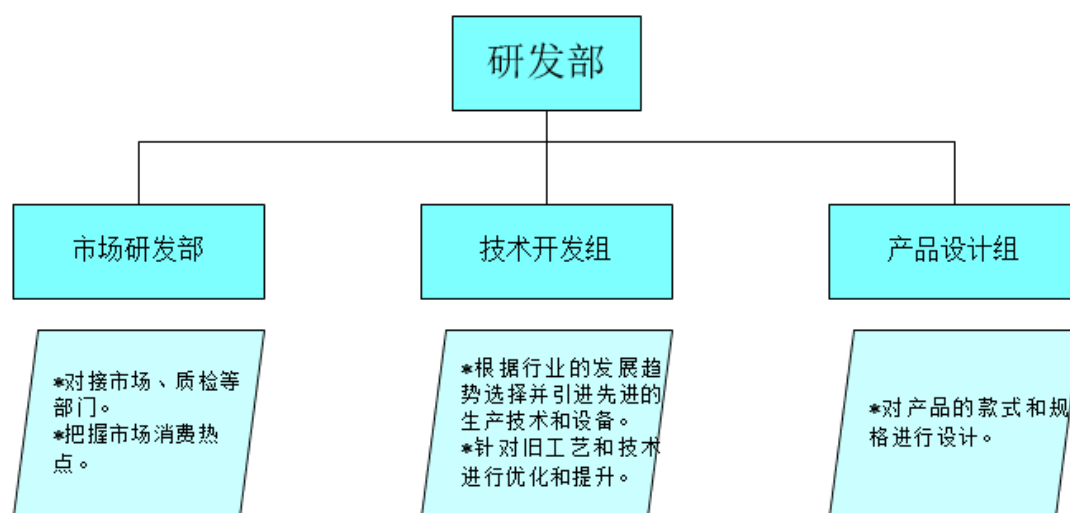 研发部
市场研发部
技术开发组
产品设计组
*对接市场、质检等
部门。
*把握市场消费热
点。
*根据行业的发展趋
势选择并引进先进的
生产技术和设备。
*针对旧工艺和技术
进行优化和提升。
*对产品的款式和规
格进行设计。